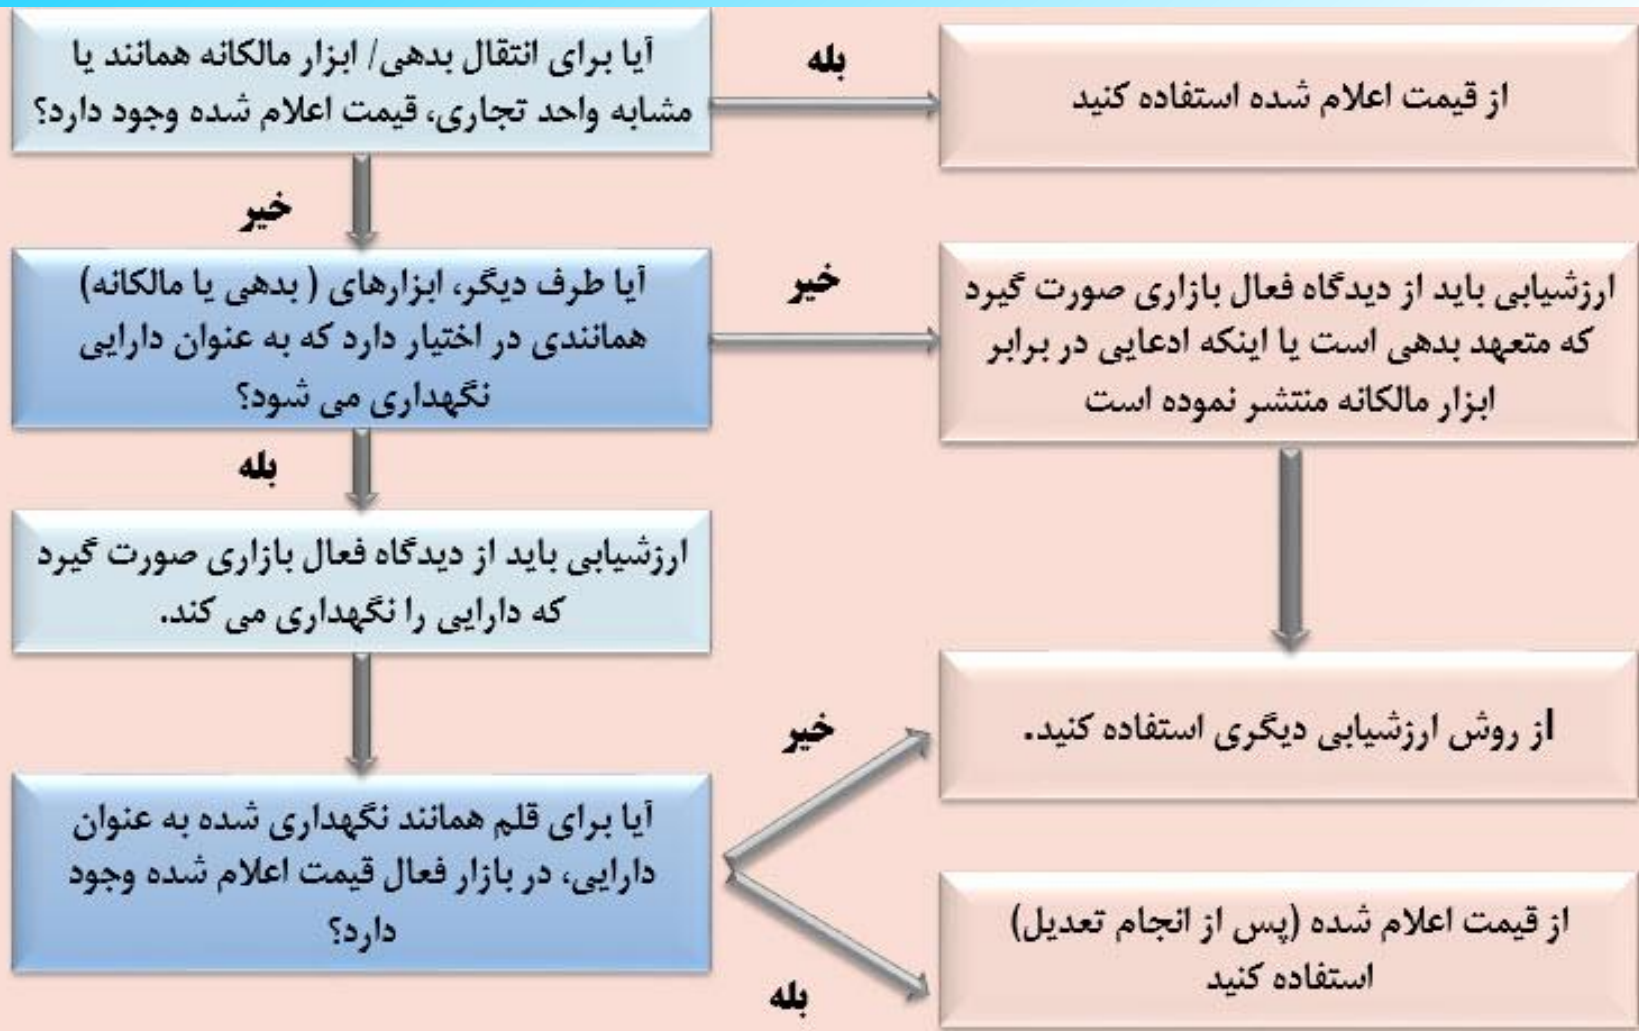 آیا برای انتقال بدهی/ ابزار مالکانه همانند یا
مشابه واحد تجاری، قیمت اعلام شده وجود دارد؟
بله
از قیمت اعلام شده استفاده کنید
خیر
آیا طرف دیگر، ابزارهای ( بدهی یا مالکانه)
همانندی در اختیار دارد که به عنوان دارایی
نگهداری می شود؟
خیر
ارزشیابی باید از دیدگاه فعال بازاری صورت گیرد
که متعهد بدهی است یا اینکه ادعایی در برابر
ابزار مالکانه منتشر نموده است
بله
ارزشیابی باید از دیدگاه فعال بازاری صورت گیرد
که دارایی را نگهداری می کند.
آیا برای قلم همانند نگهداری شده به عنوان
دارایی، در بازار فعال قیمت اعلام شده وجود
دارد؟
خیر
از روش ارزشیابی دیگری استفاده کنید.
بله
از قیمت اعلام شده (پس از انجام تعدیل)
استفاده کنید